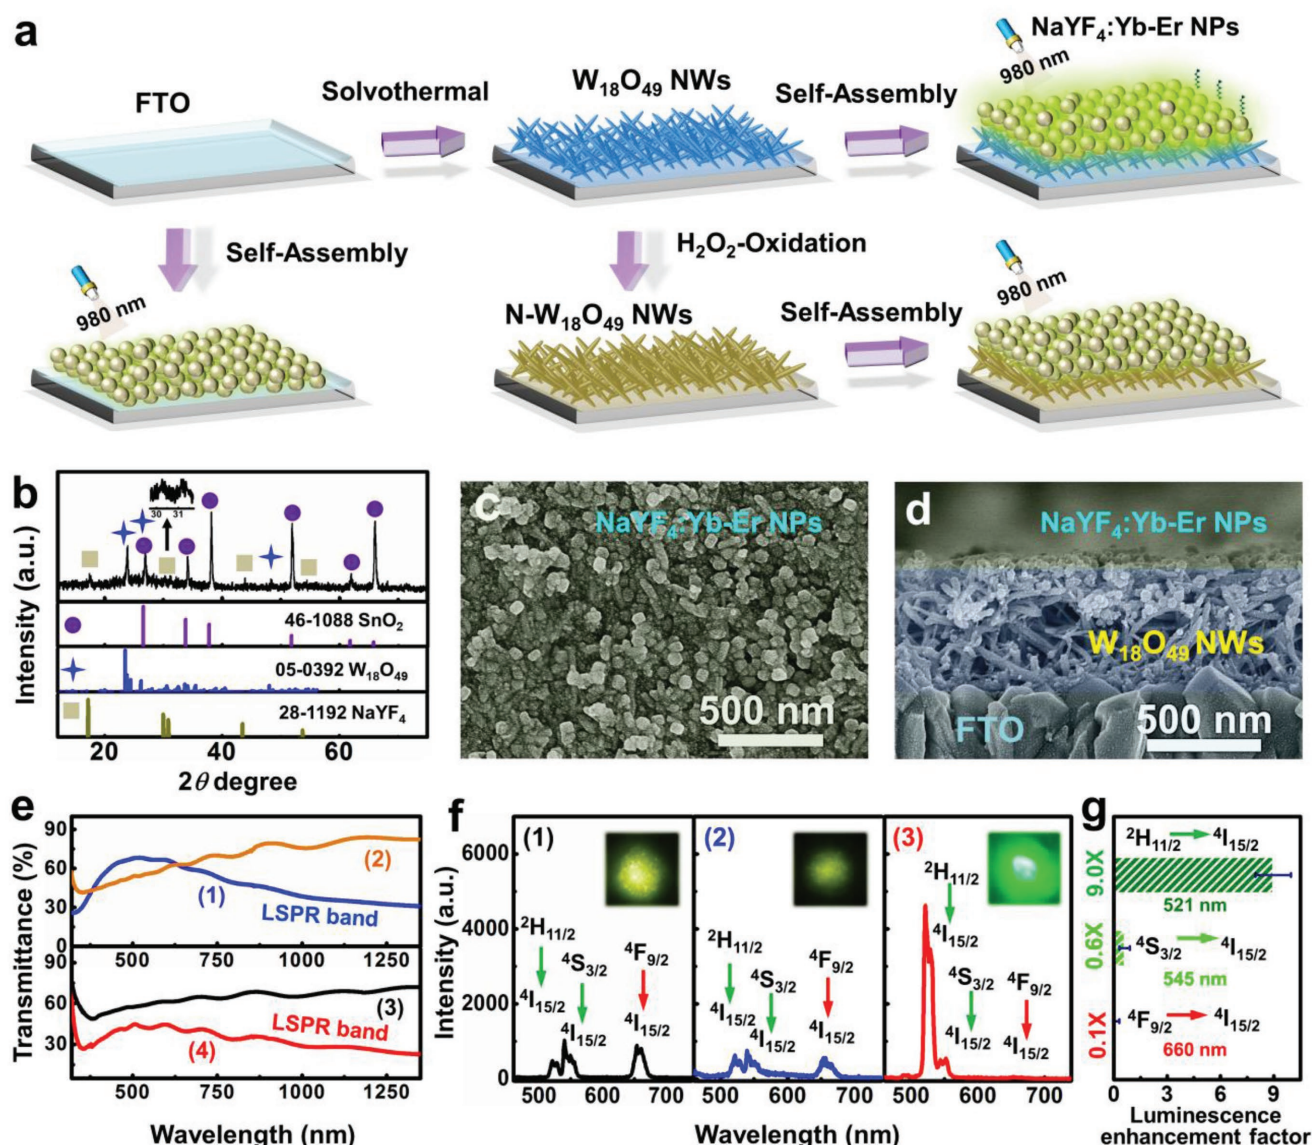 a
FTO
Solvothermal
W₁₈O₄₉ NWs
Self-Assembly
NaYF₄:Yb-Er NPs
980 nm
Self-Assembly
980 nm
H₂O₂-Oxidation
N-W₁₈O₄₉ NWs
Self-Assembly
980 nm
b
Intensity (a.u.)
30 31
46-1088 SnO₂
05-0392 W₁₈O₄₉
28-1192 NaYF₄
20 40 60
2θ degree
c
NaYF₄:Yb-Er NPs
500 nm
d
NaYF₄:Yb-Er NPs
W₁₈O₄₉ NWs
FTO
500 nm
e
Transmittance (%)
90
60
30
0
(2)
(1)
LSPR band
500 750 1000 1250
90
60
30
(3)
LSPR band
(4)
500 750 1000 1250
Wavelength (nm)
f
Intensity (a.u.)
6000
4000
2000
0
(1)
²H₁₁/₂
⁴I₁₅/₂
⁴S₃/₂
⁴I₁₅/₂
⁴F₉/₂
⁴I₁₅/₂
(2)
²H₁₁/₂
⁴I₁₅/₂
⁴S₃/₂
⁴I₁₅/₂
⁴F₉/₂
⁴I₁₅/₂
(3)
²H₁₁/₂
⁴I₁₅/₂
⁴S₃/₂
⁴I₁₅/₂
⁴F₉/₂
⁴I₁₅/₂
500 600 700 500 600 700 500 600 700
Wavelength (nm)
g
9.0X
²H₁₁/₂ ⁴I₁₅/₂
521 nm
0.6X
⁴S₃/₂ ⁴I₁₅/₂
545 nm
0.1X
⁴F₉/₂ ⁴I₁₅/₂
660 nm
0 3 6 9
Luminescence
enhancement factor